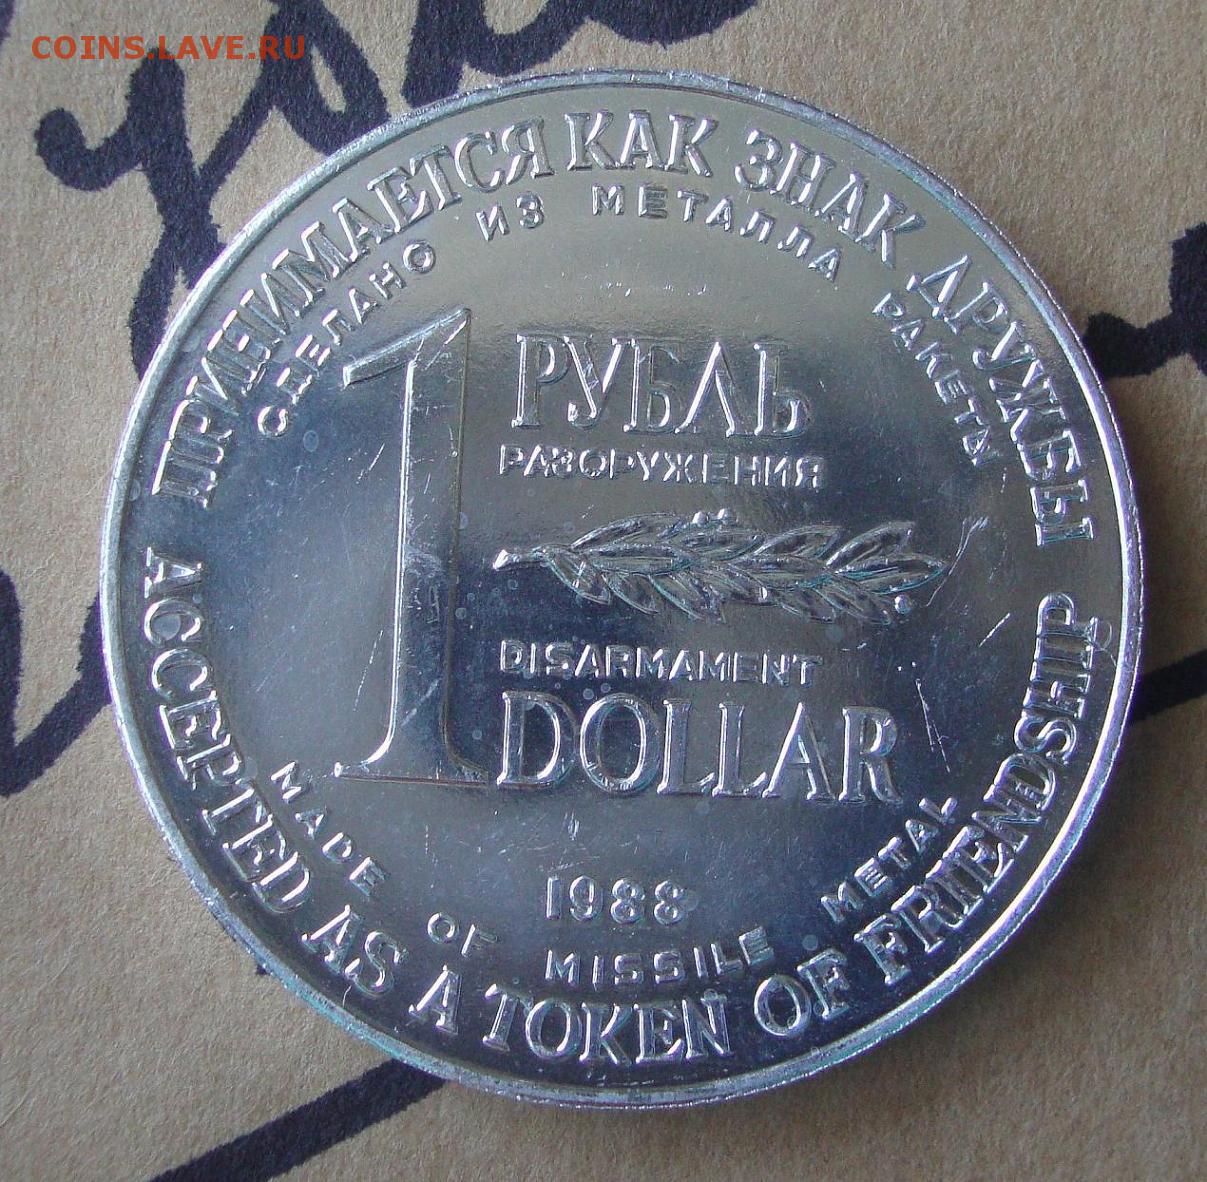 COINS.LAVE.RU
ПРИНИМАЕТСЯ КАК ЗНАК ДРУЖБЫ
СДЕЛАНО ИЗ МЕТАЛЛА РАКЕТЫ
1 РУБЛЬ
РАЗОРУЖЕНИЯ
DISARMAMENT
DOLLAR
1988
MADE OF MISSILE METAL
ACCEPTED AS A TOKEN OF FRIENDSHIP